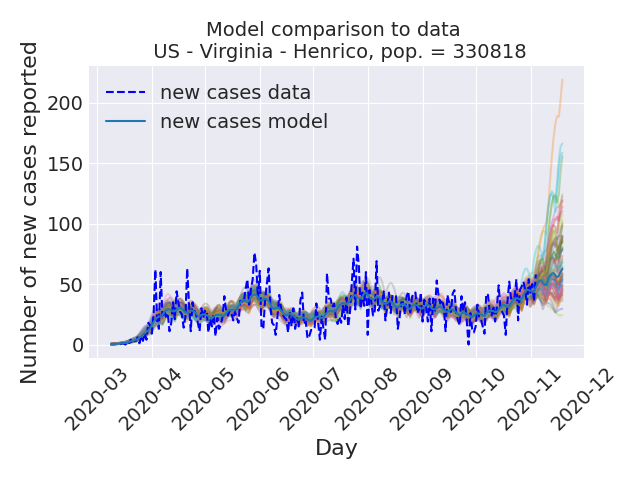 Model comparison to data
US - Virginia - Henrico, pop. = 330818
Number of new cases reported
200
150
100
50
0
new cases data
new cases model
2020-03
2020-04
2020-05
2020-06
2020-07
2020-08
2020-09
2020-10
2020-11
2020-12
Day